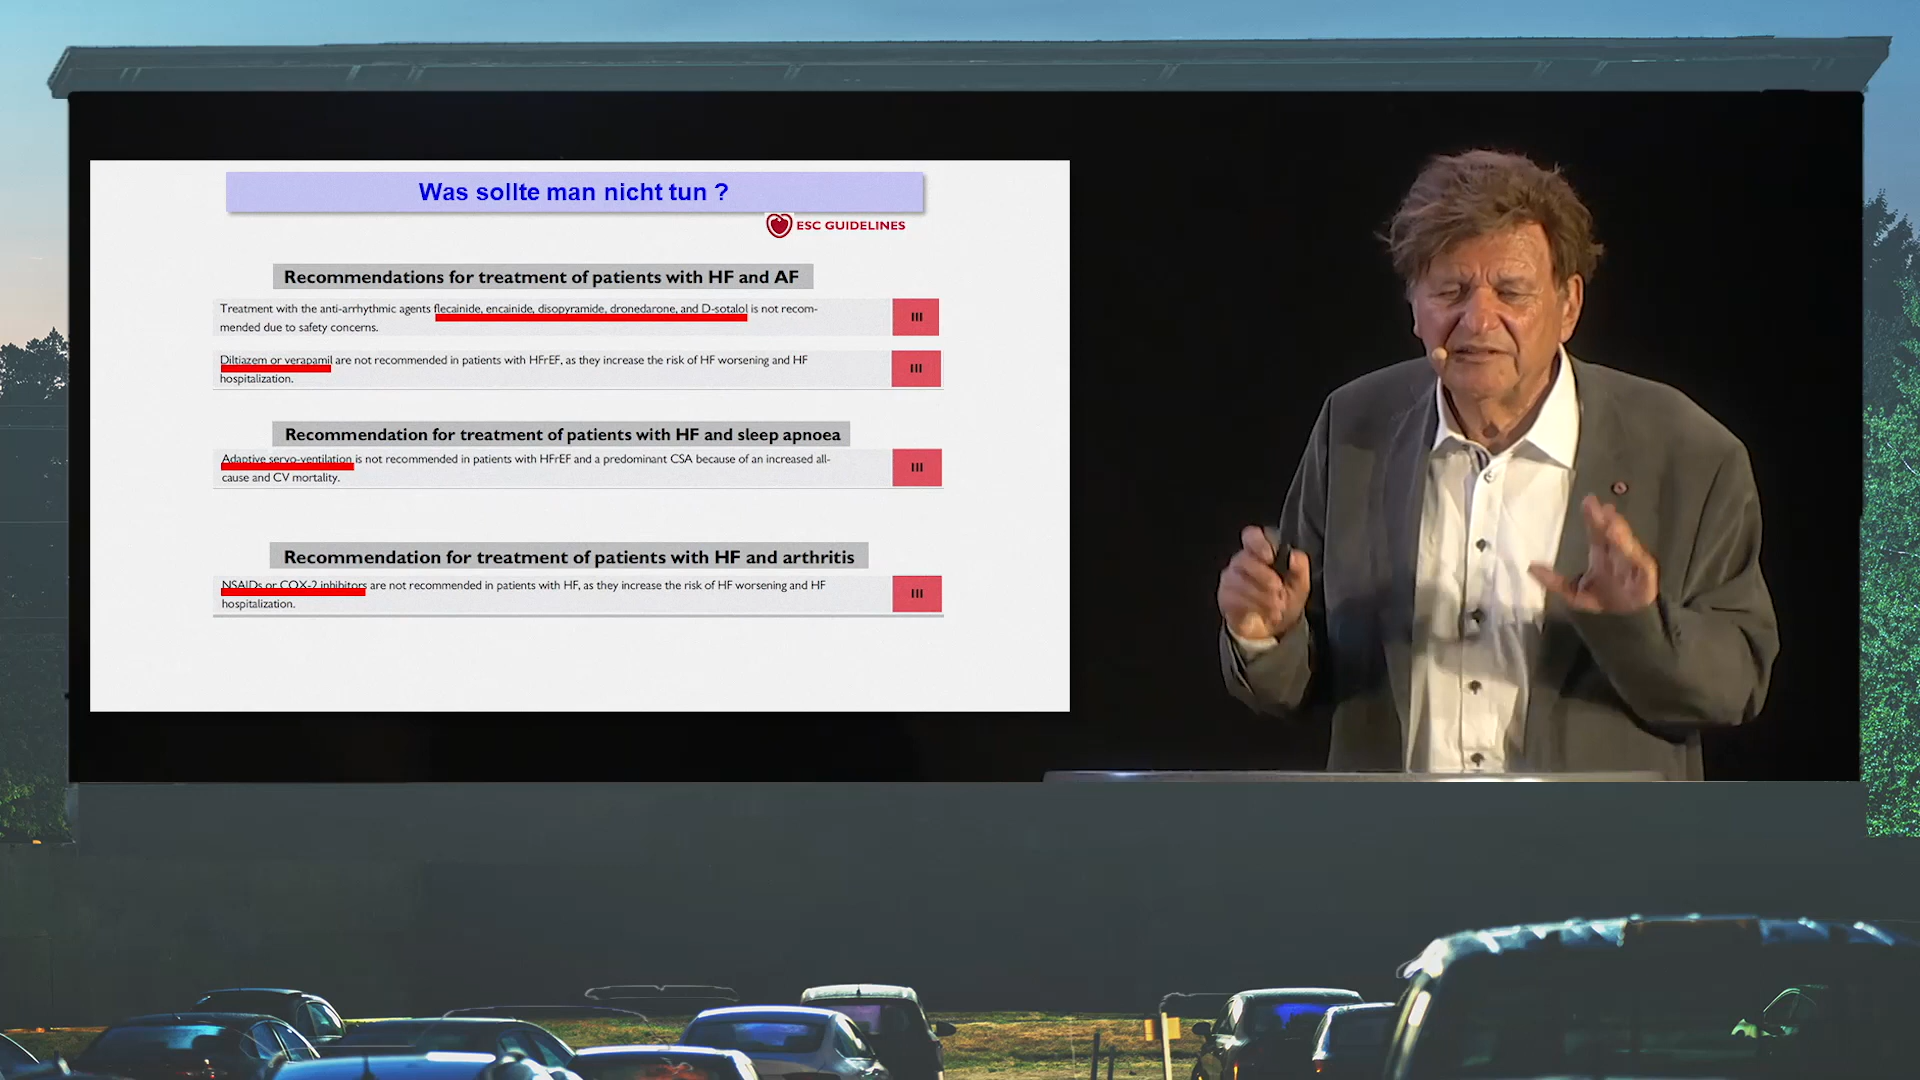 Was sollte man nicht tun ?
ESC GUIDELINES
Recommendations for treatment of patients with HF and AF
Treatment with the anti-arrhythmic agents flecainide, encainide, disopyramide, dronedarone, and D-sotalol is not recom-
mended due to safety concerns.
III
Diltiazem or verapamil are not recommended in patients with HFrEF, as they increase the risk of HF worsening and HF
hospitalization.
III
Recommendation for treatment of patients with HF and sleep apnoea
Adaptive servo-ventilation is not recommended in patients with HFrEF and a predominant CSA because of an increased all-
cause and CV mortality.
III
Recommendation for treatment of patients with HF and arthritis
NSAIDs or COX-2 inhibitors are not recommended in patients with HF, as they increase the risk of HF worsening and HF
hospitalization.
III